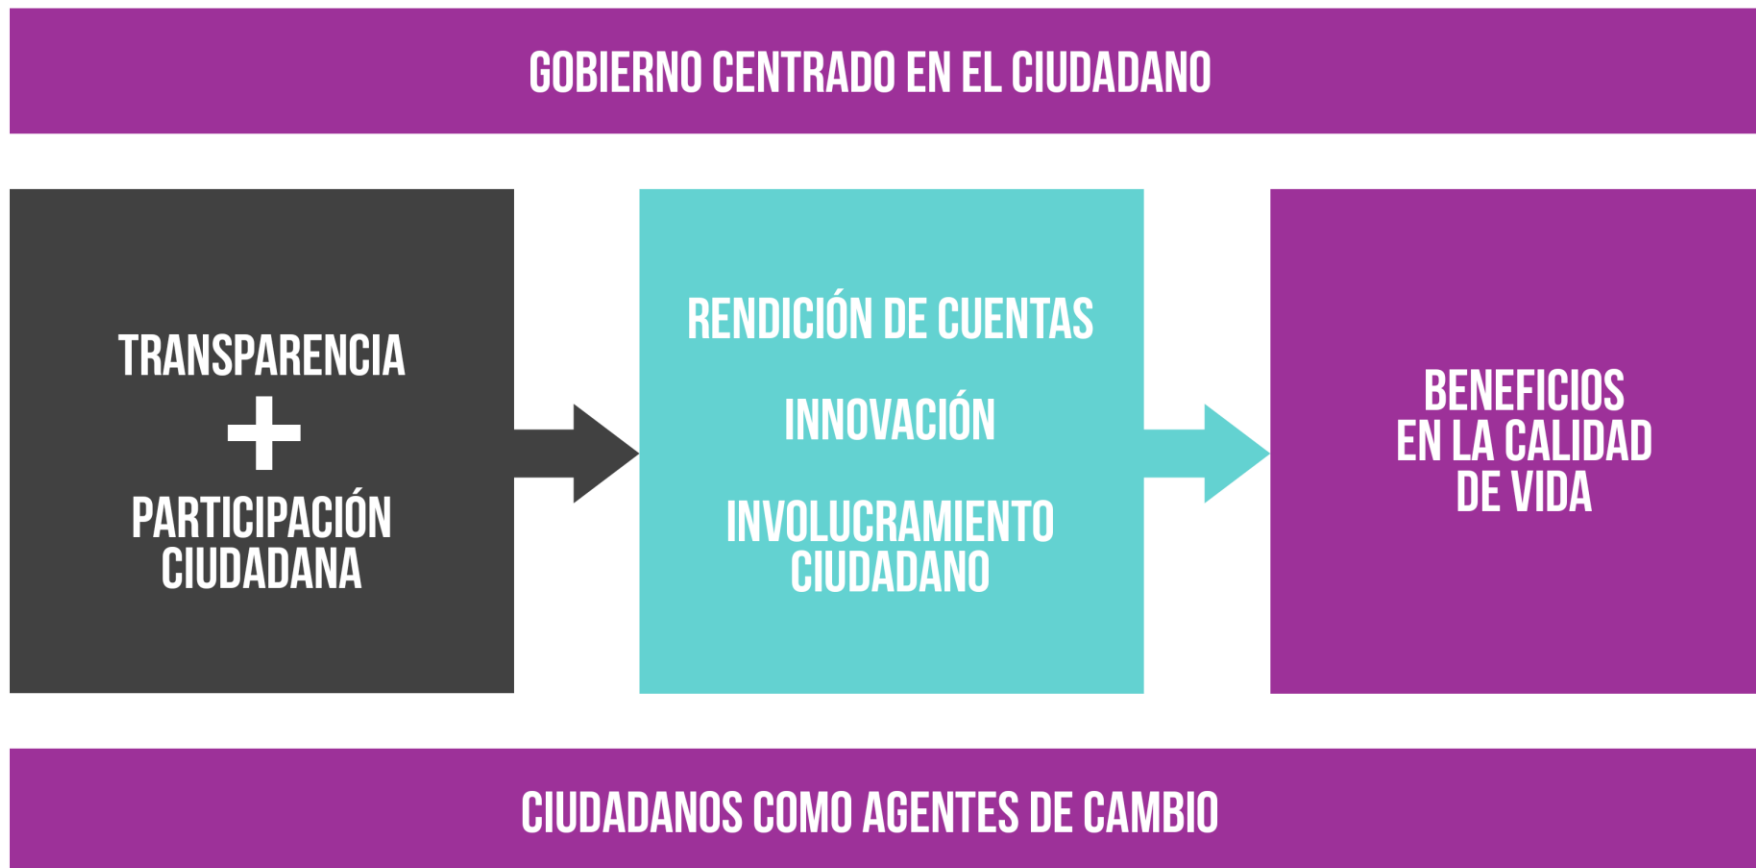 GOBIERNO CENTRADO EN EL CIUDADANO
TRANSPARENCIA
+
PARTICIPACIÓN
CIUDADANA
RENDICIÓN DE CUENTAS
INNOVACIÓN
INVOLUCRAMIENTO
CIUDADANO
BENEFICIOS
EN LA CALIDAD
DE VIDA
CIUDADANOS COMO AGENTES DE CAMBIO